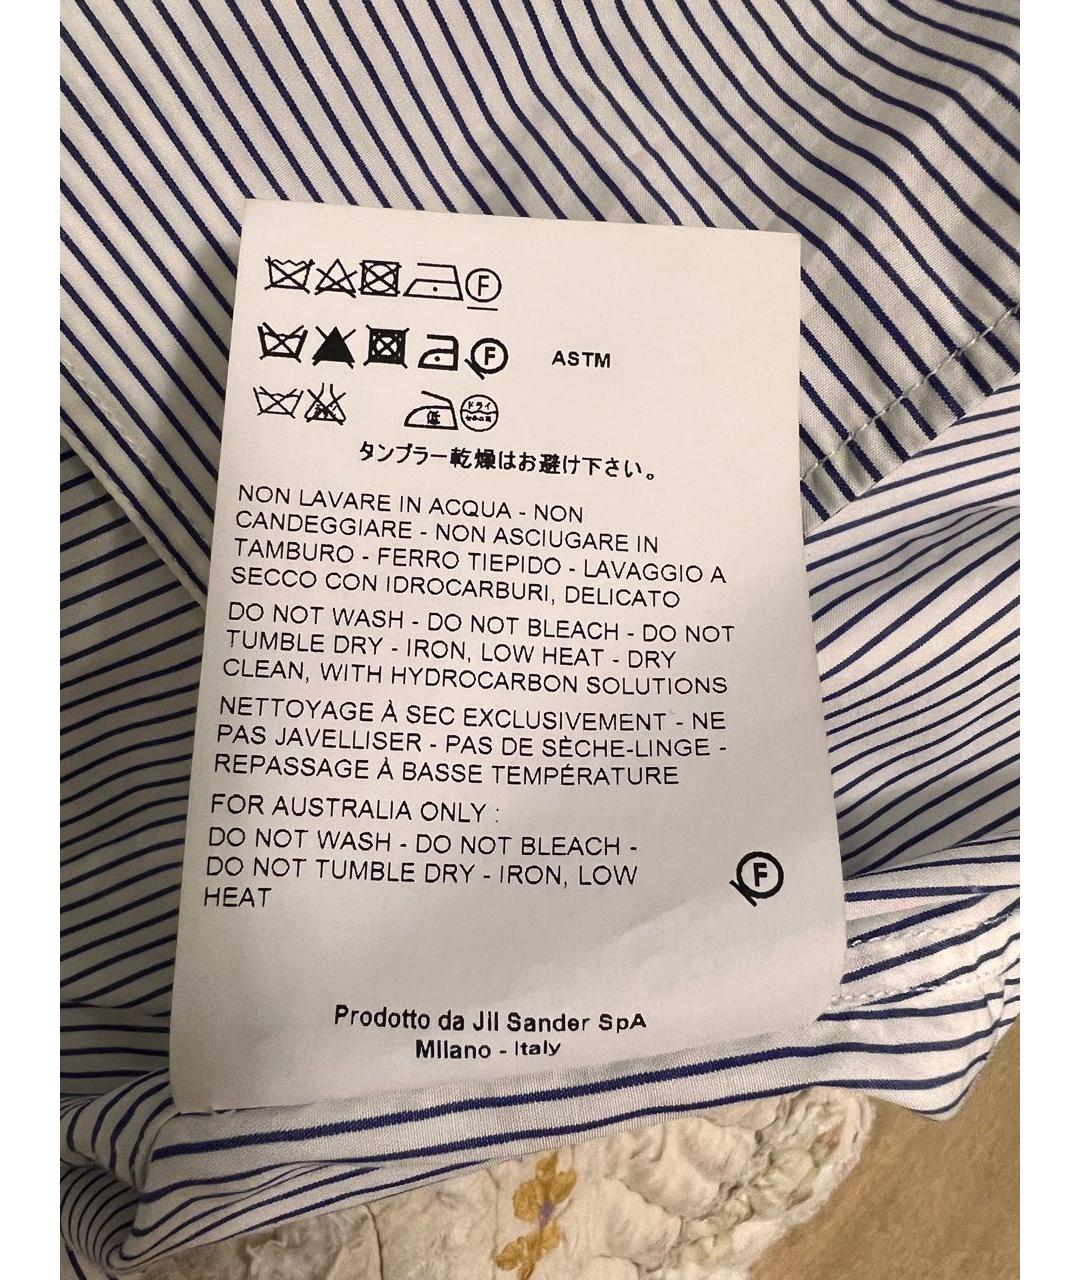 F
F ASTM
低 ドライ
タンブラー乾燥はお避け下さい。
NON LAVARE IN ACQUA - NON
CANDEGGIARE - NON ASCIUGARE IN
TAMBURO - FERRO TIEPIDO - LAVAGGIO A
SECCO CON IDROCARBURI, DELICATO
DO NOT WASH - DO NOT BLEACH - DO NOT
TUMBLE DRY - IRON, LOW HEAT - DRY
CLEAN, WITH HYDROCARBON SOLUTIONS
NETTOYAGE À SEC EXCLUSIVEMENT - NE
PAS JAVELLISER - PAS DE SÈCHE-LINGE -
REPASSAGE À BASSE TEMPÉRATURE
FOR AUSTRALIA ONLY :
DO NOT WASH - DO NOT BLEACH -
DO NOT TUMBLE DRY - IRON, LOW
HEAT
F
Prodotto da Jil Sander SpA
Milano - Italy